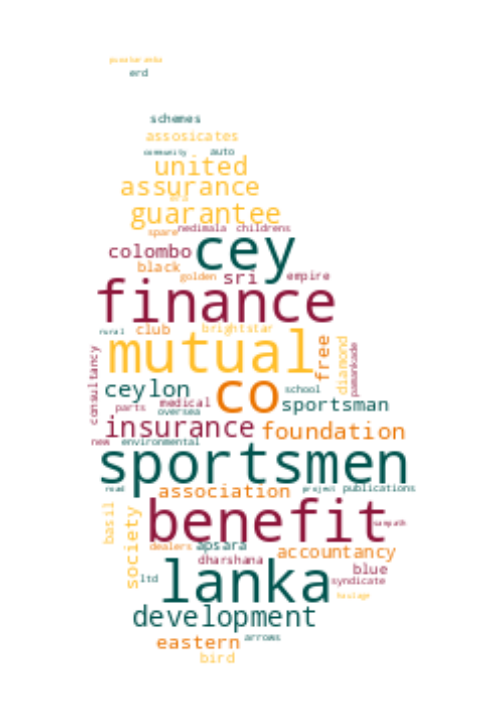 erd
schemes
assosicates
community auto
united
assurance
guarantee
spare nedimala childrens
colombo cey
black
golden sri empire
finance
rural club brightstar
mutual free diamond pamankade
consultancy
ceylon co school
parts medical sportsman
oversea
insurance foundation
new environmental
sportsmen
road association project publications
basil society benefit sampath
dealers apsara accountancy
dharshana
ltd lanka blue
syndicate
haulage
development
eastern arrows
bird